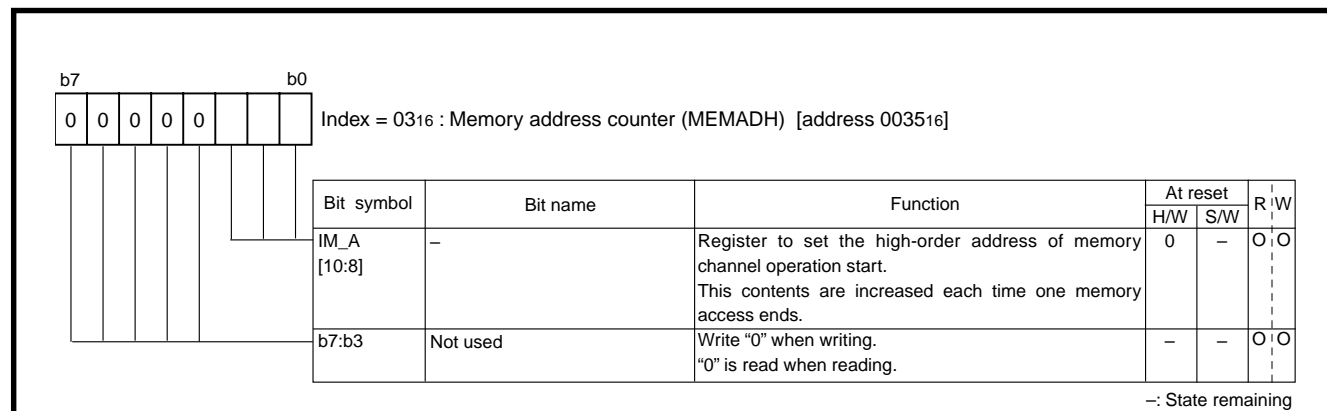 b7 b0
0 0 0 0 0
Index = 0316 : Memory address counter (MEMADH) [address 003516]
Bit symbol Bit name Function At reset R W
H/W S/W
IM_A – Register to set the high-order address of memory 0 – O O
[10:8] channel operation start.
This contents are increased each time one memory
access ends.
b7:b3 Not used Write “0” when writing. – – O O
“0” is read when reading.
–: State remaining